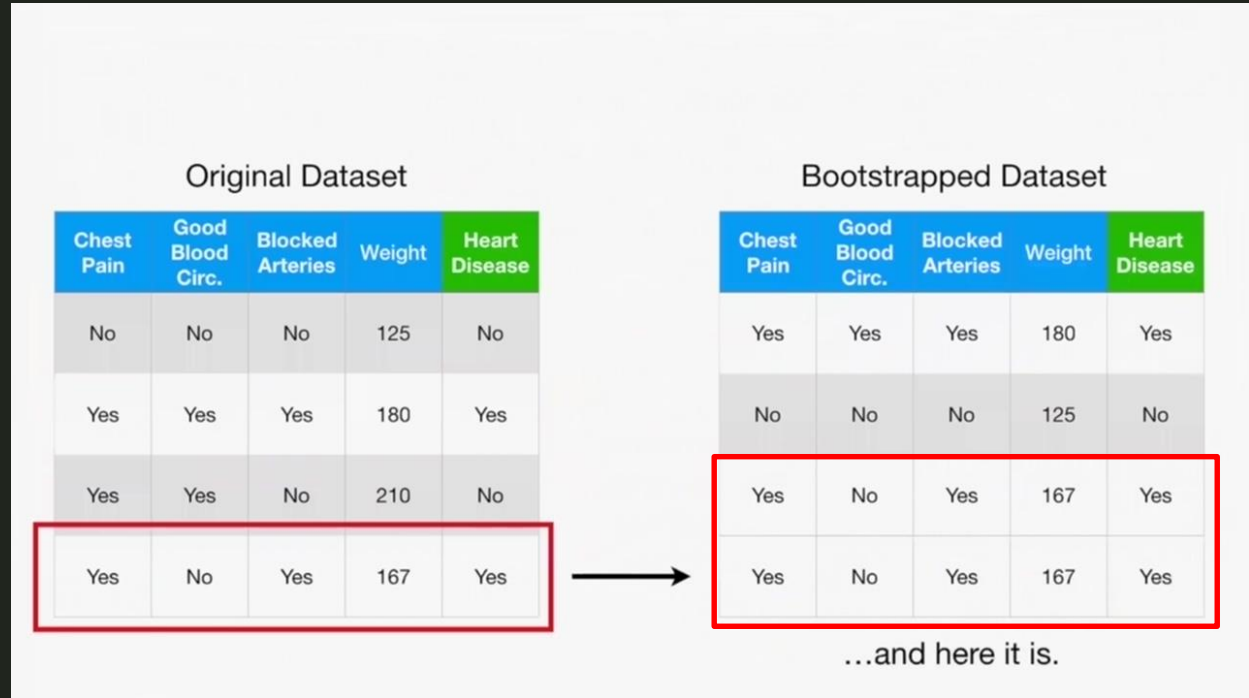 Original Dataset
Chest Pain Good Blood Circ. Blocked Arteries Weight Heart Disease
No No No 125 No
Yes Yes Yes 180 Yes
Yes Yes No 210 No
Yes No Yes 167 Yes
Bootstrapped Dataset
Chest Pain Good Blood Circ. Blocked Arteries Weight Heart Disease
Yes Yes Yes 180 Yes
No No No 125 No
Yes No Yes 167 Yes
Yes No Yes 167 Yes
...and here it is.